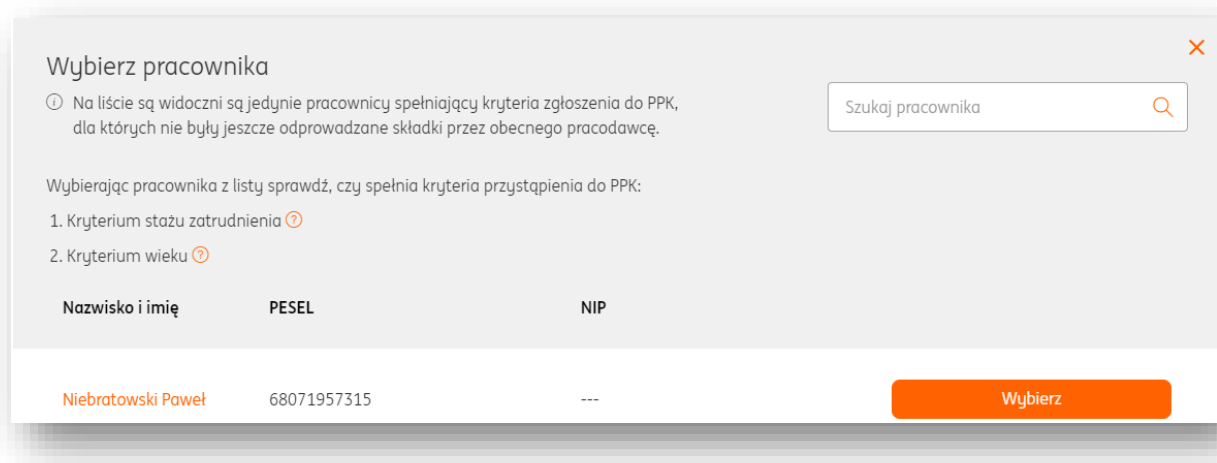 Wybierz pracownika
Na liście są widoczni są jedynie pracownicy spełniający kryteria zgłoszenia do PPK,
dla których nie były jeszcze odprowadzane składki przez obecnego pracodawcę.
Szukaj pracownika
Wybierając pracownika z listy sprawdź, czy spełnia kryteria przystąpienia do PPK:
1. Kryterium stażu zatrudnienia
2. Kryterium wieku
Nazwisko i imię PESEL NIP
Niebratowski Paweł 68071957315 --- Wybierz